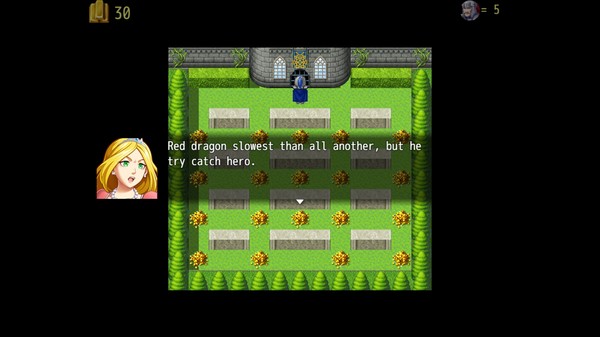 30
= 5
Red dragon slowest than all another, but he
try catch hero.